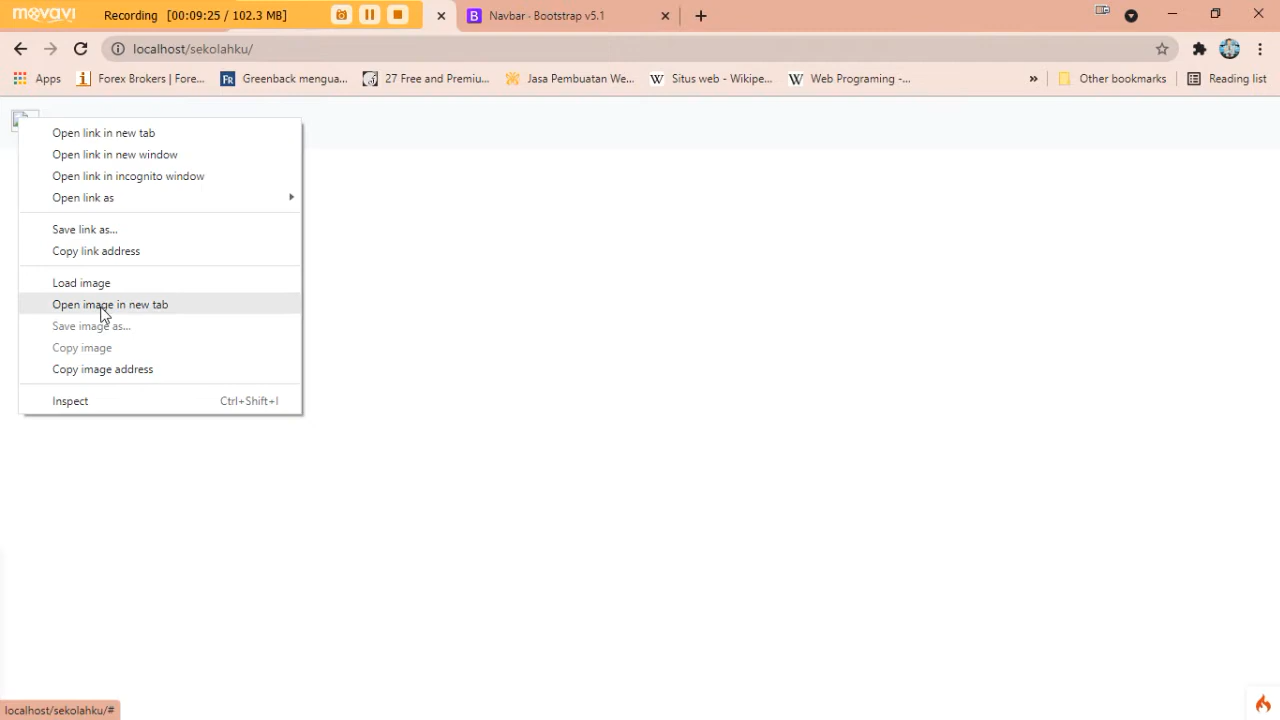 movavi Recording [00:09:25 / 102.3 MB] B Navbar · Bootstrap v5.1
localhost/sekolahku/
Apps Forex Brokers | Fore... FR Greenback mengua... 27 Free and Premiu... Jasa Pembuatan We... W Situs web - Wikipe... W Web Programing -... » Other bookmarks Reading list
Open link in new tab
Open link in new window
Open link in incognito window
Open link as
Save link as...
Copy link address
Load image
Open image in new tab
Save image as...
Copy image
Copy image address
Inspect Ctrl+Shift+I
localhost/sekolahku/#